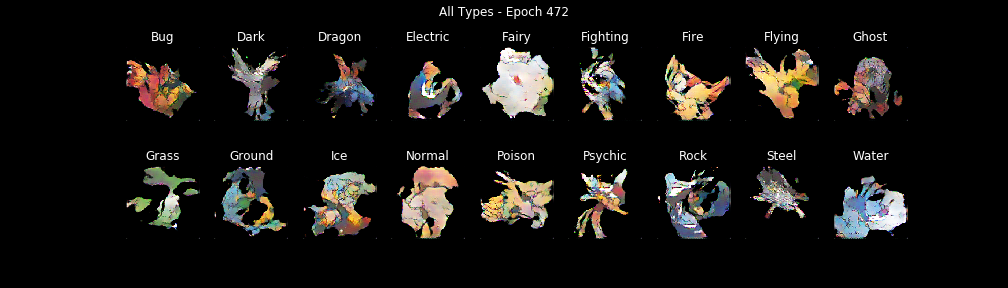 All Types - Epoch 472
Bug Dark Dragon Electric Fairy Fighting Fire Flying Ghost
Grass Ground Ice Normal Poison Psychic Rock Steel Water